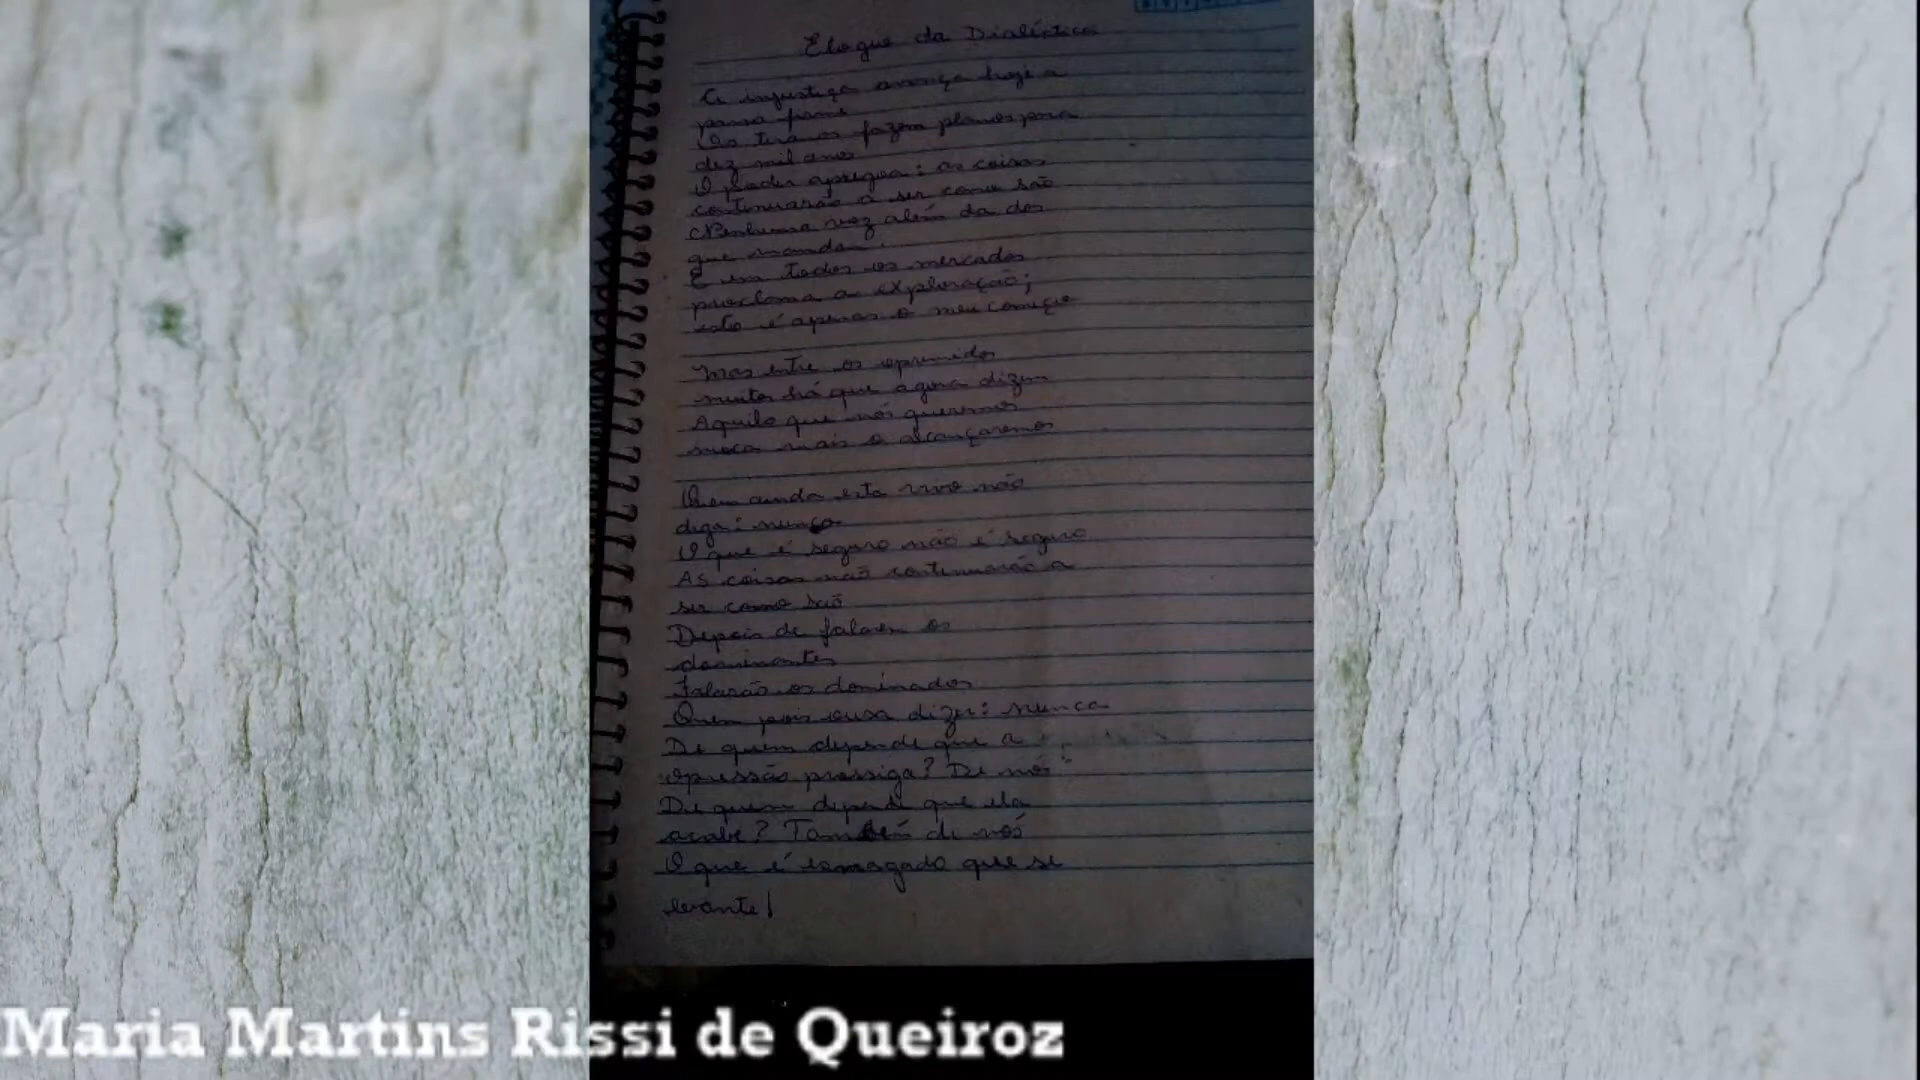 Elogue da Dialéctica
A injustiça avança hoje a
passo firme
Os tiranos fazem planos para
dez mil anos
O poder apregoa: as coisas
continuarão a ser como são
Nenhuma voz além da dos
que mandam
E em todos os mercados
proclama a exploração;
isto é apenas o meu começo
Mas entre os oprimidos
muitos há que agora dizem
Aquilo que nós queremos
nunca mais o alcançaremos
Quem ainda esta vivo não
diga: nunca
O que é seguro não é seguro
As coisas não continuarão a
ser como são
Depois de falarem os
dominantes
Falarão os dominados
Quem pois ousa dizer: nunca
De quem depende que a
opressão prossiga? De nós
De quem depende que ela
acabe? Também de nós
O que é esmagado que se
levante!
Maria Martins Rissi de Queiroz